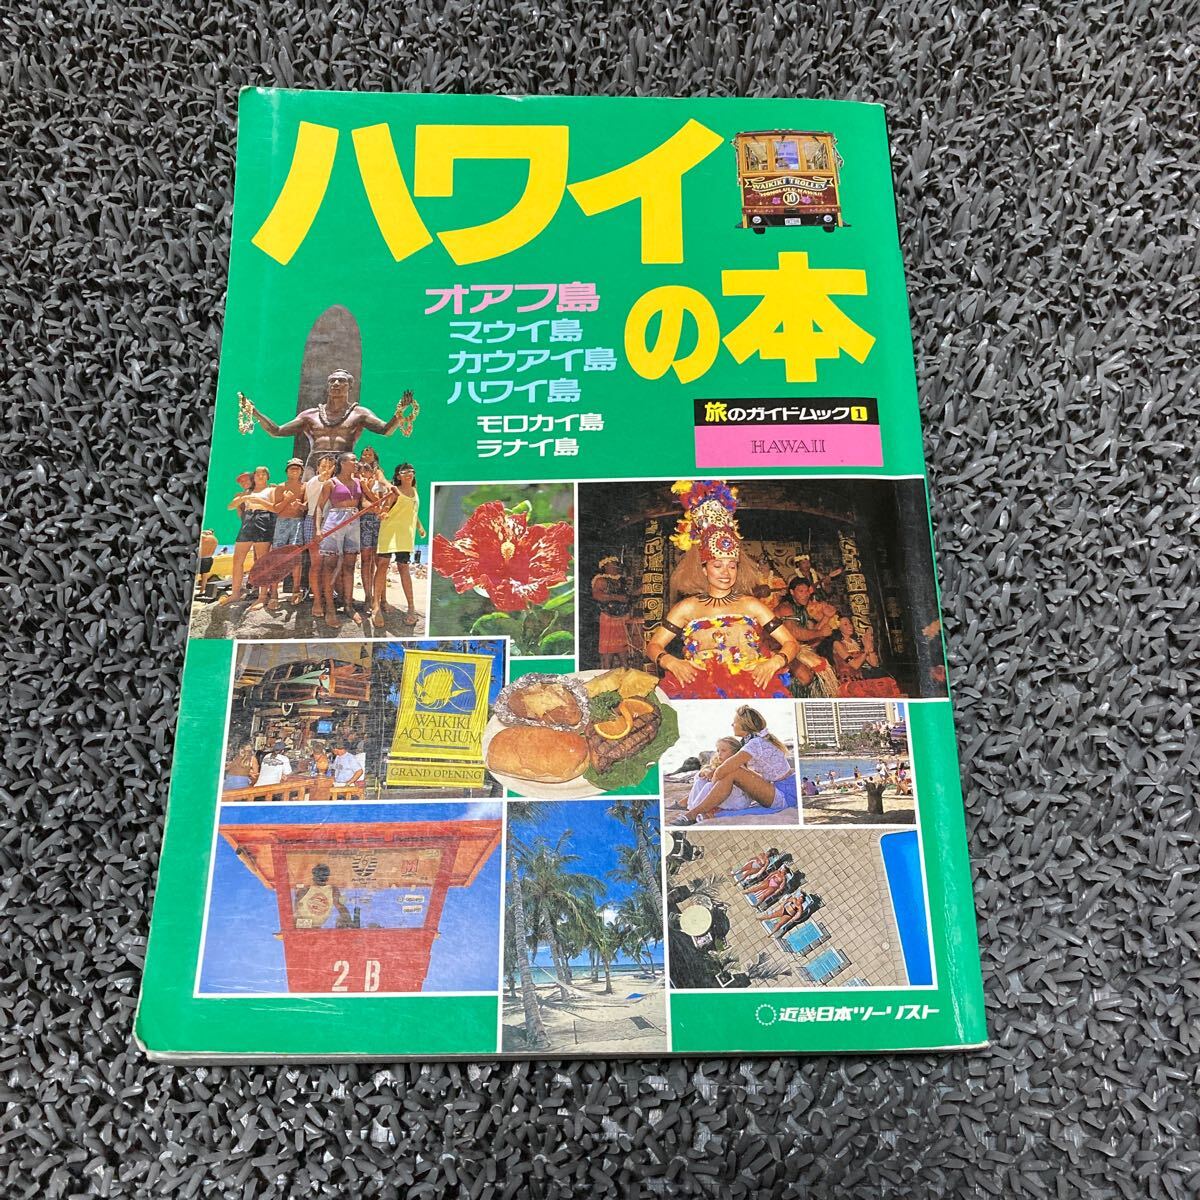 ハワイ
の本
WAIKIKI TROLLEY
HONOLULU, HAWAII
10
オアフ島
マウイ島
カウアイ島
ハワイ島
モロカイ島
ラナイ島
旅のガイドムック1
HAWAII
WAIKIKI
AQUARIUM
GRAND OPENING
2 B
近畿日本ツーリスト